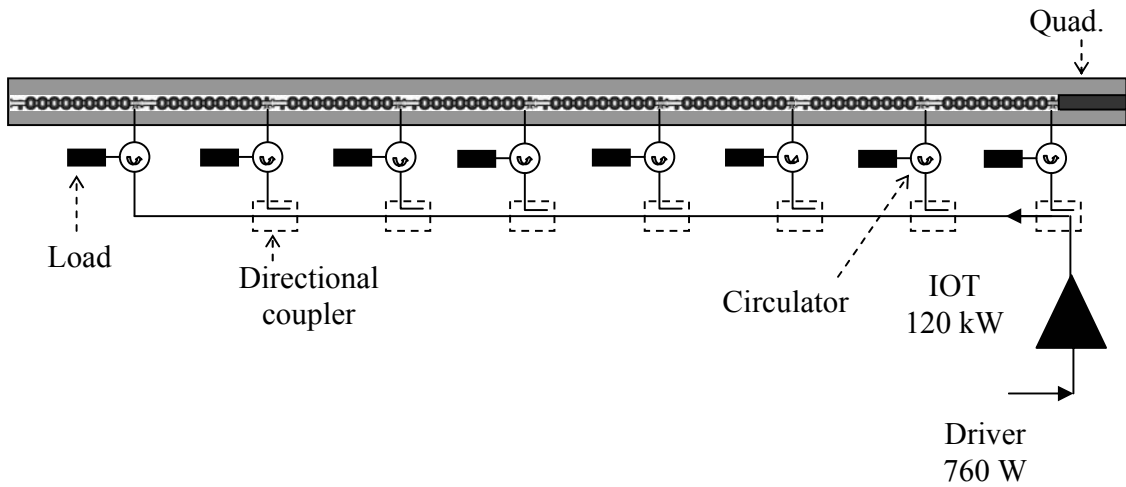 Quad.
Load
Directional
coupler
Circulator
IOT
120 kW
Driver
760 W